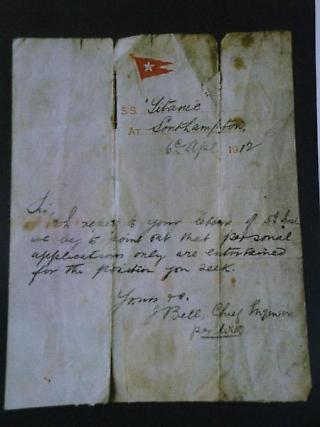 S.S. Titanic
AT Southampton,
6th Apl 1912
Sir,
In reply to your letter of 5th Inst
we beg to point out that personal
applications only are entertained
for the position you seek.
Yours &c.
J Bell, Chief Engineer
per